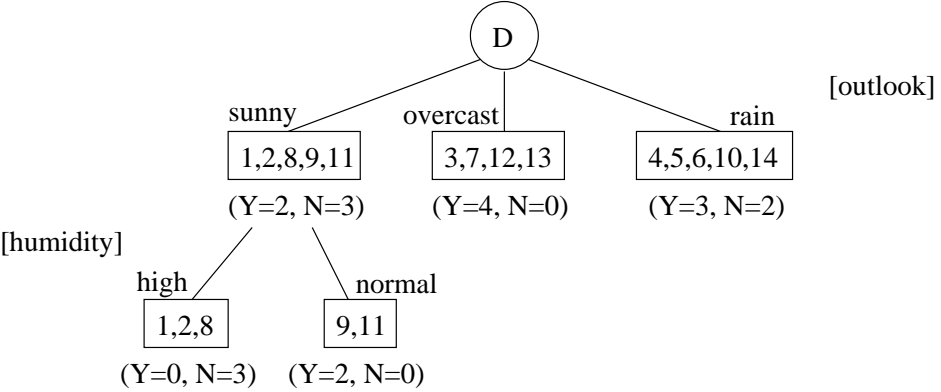 D
[outlook]
sunny
overcast
rain
1,2,8,9,11
3,7,12,13
4,5,6,10,14
(Y=2, N=3)
(Y=4, N=0)
(Y=3, N=2)
[humidity]
high
normal
1,2,8
9,11
(Y=0, N=3)
(Y=2, N=0)